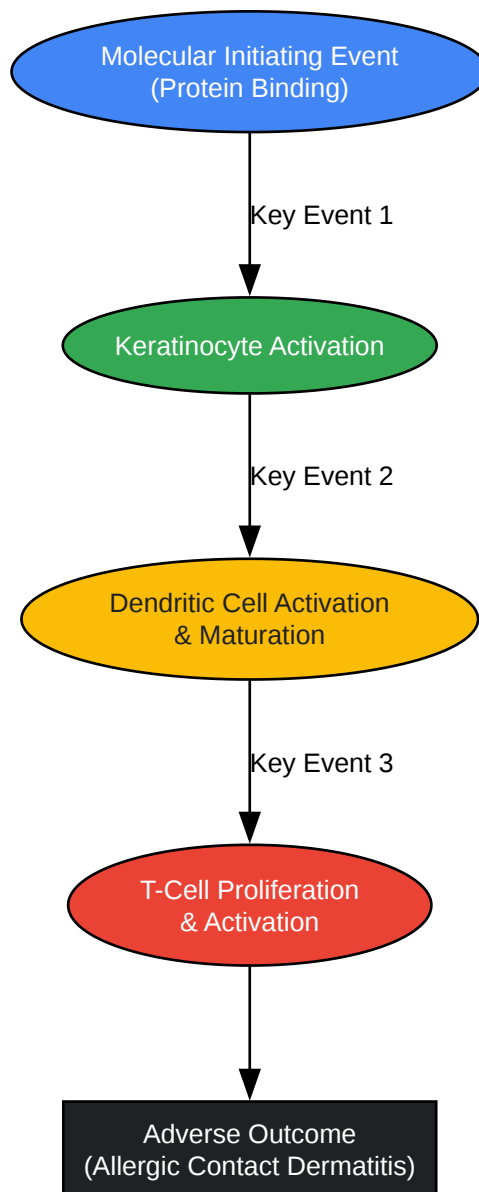 Molecular Initiating Event
(Protein Binding)
Key Event 1
Keratinocyte Activation
Key Event 2
Dendritic Cell Activation
& Maturation
Key Event 3
T-Cell Proliferation
& Activation
Adverse Outcome
(Allergic Contact Dermatitis)